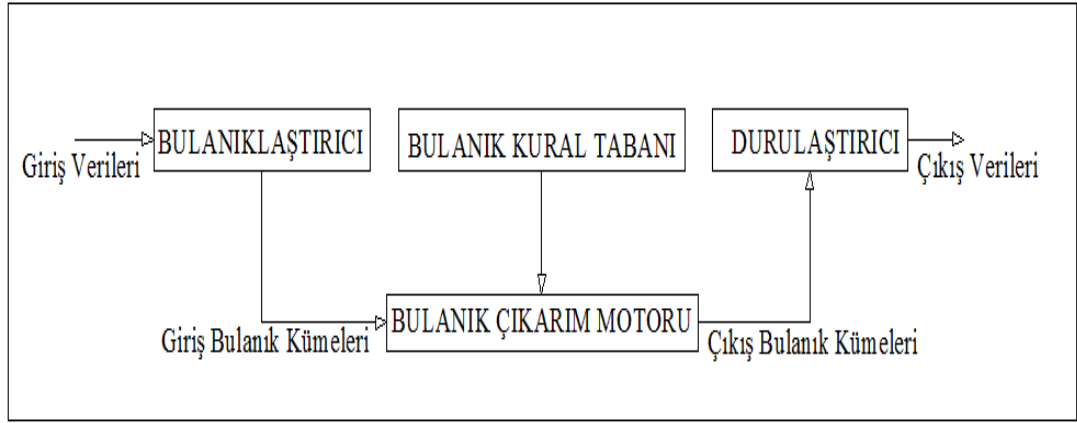 BULANIKLAŞTIRICI
BULANIK KURAL TABANI
DURULAŞTIRICI
Giriş Verileri
Çıkış Verileri
BULANIK ÇIKARIM MOTORU
Giriş Bulanık Kümeleri
Çıkış Bulanık Kümeleri